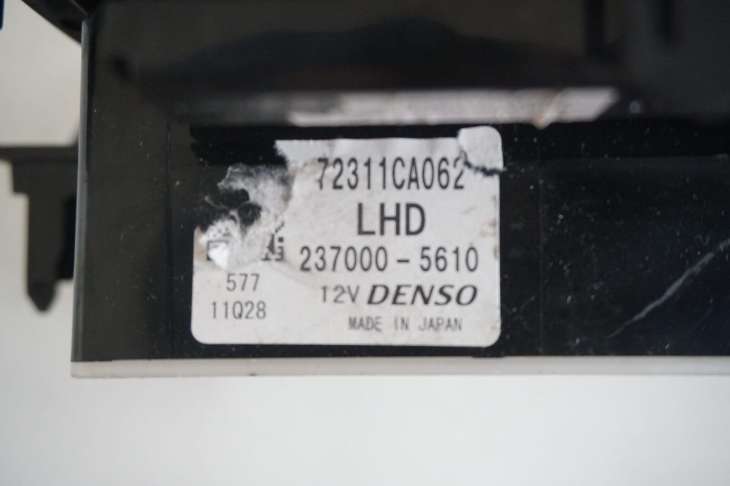 72311CA062
LHD
237000-5610
577
12V DENSO
11Q28
MADE IN JAPAN